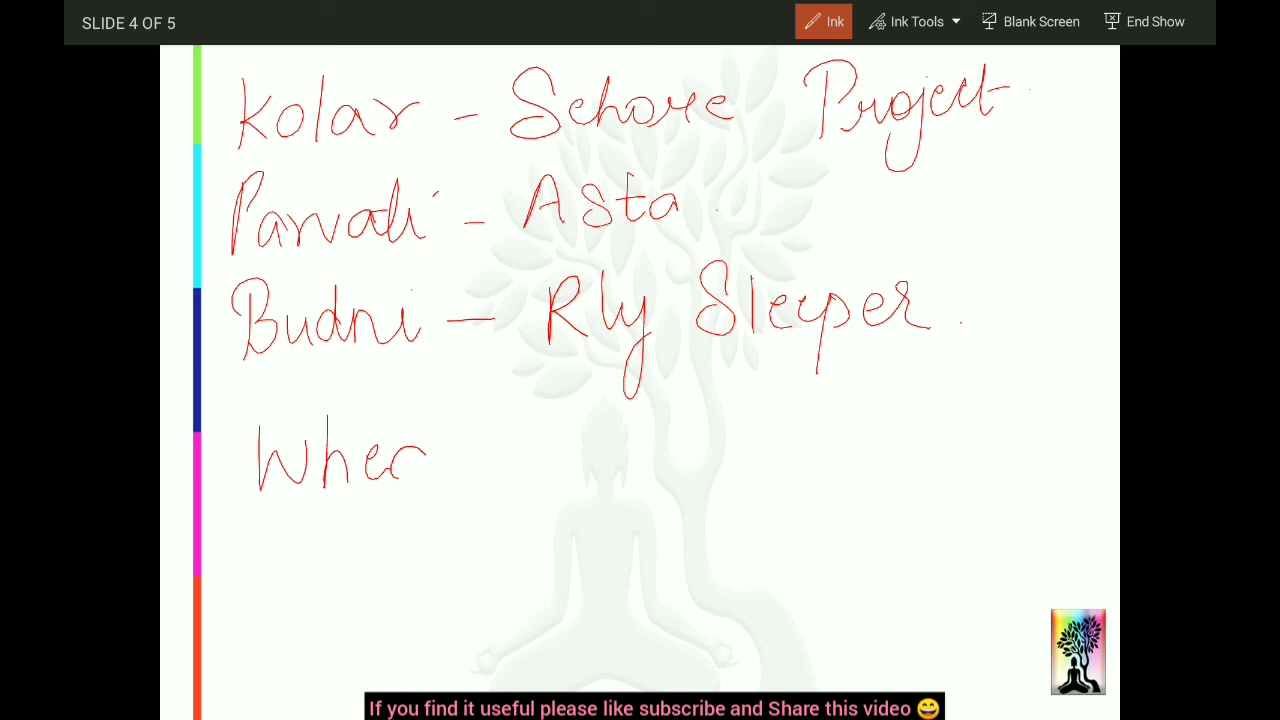 SLIDE 4 OF 5
Ink
Ink Tools
Blank Screen
End Show
Kolar - Sehore Project
Parvati - Asta
Budni - Rly Sleeper
Wher
If you find it useful please like subscribe and Share this video 😄